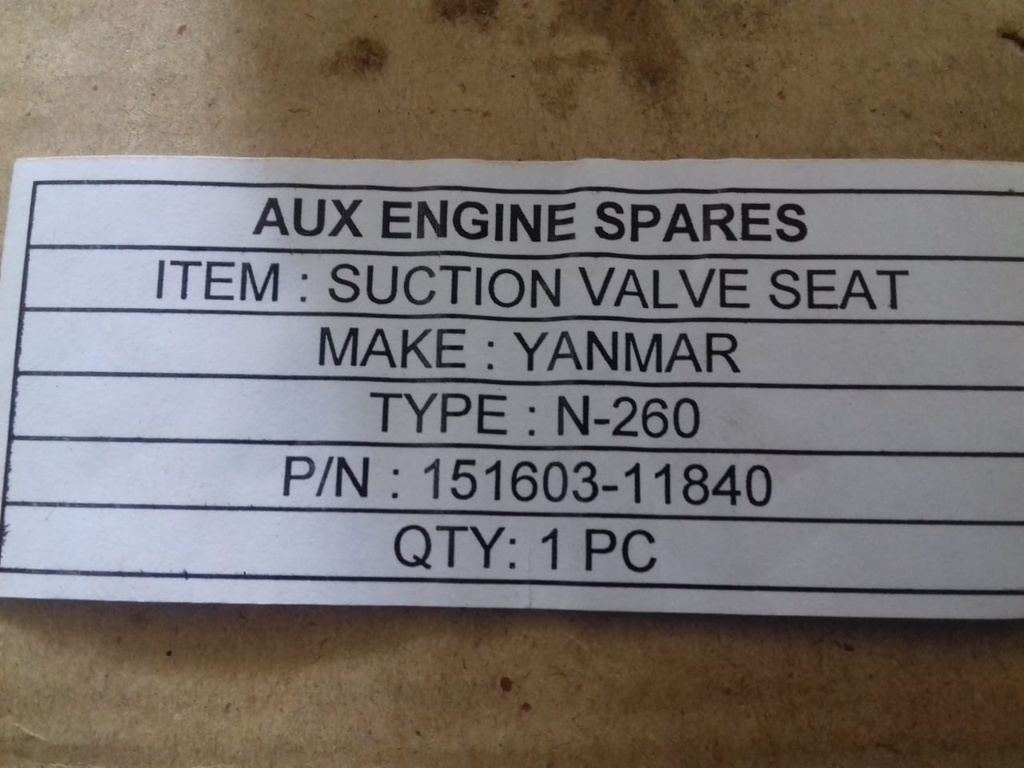 AUX ENGINE SPARES
ITEM : SUCTION VALVE SEAT
MAKE : YANMAR
TYPE : N-260
P/N : 151603-11840
QTY: 1 PC